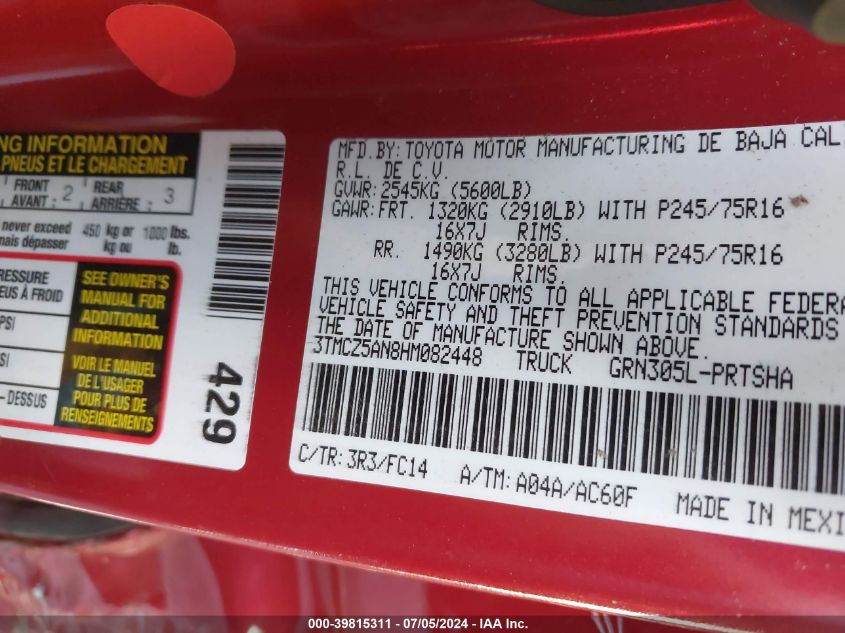 NG INFORMATION
PNEUS ET LE CHARGEMENT
FRONT 2 REAR 3
AVANT: ARRIÈRE:
never exceed 450 kg or 1000 lbs.
mais dépasser kg ou lb.
RESSURE
EUS À FROID
PSI
SI
- DESSUS
SEE OWNER'S
MANUAL FOR
ADDITIONAL
INFORMATION
VOIR LE MANUEL
DE L'USAGER
POUR PLUS DE
RENSEIGNEMENTS
429
MFD.BY: TOYOTA MOTOR MANUFACTURING DE BAJA CAL
R.L. DE C.V.
GVWR: 2545KG (5600LB)
GAWR: FRT. 1320KG (2910LB) WITH P245/75R16
16X7J RIMS,
RR. 1490KG (3280LB) WITH P245/75R16
16X7J RIMS,
THIS VEHICLE CONFORMS TO ALL APPLICABLE FEDERA
VEHICLE SAFETY AND THEFT PREVENTION STANDARDS
THE DATE OF MANUFACTURE SHOWN ABOVE.
3TMCZ5AN8HM082448 TRUCK GRN305L-PRTSHA
C/TR: 3R3/FC14 A/TM: A04A/AC60F MADE IN MEXI
000-39815311 - 07/05/2024 - IAA Inc.